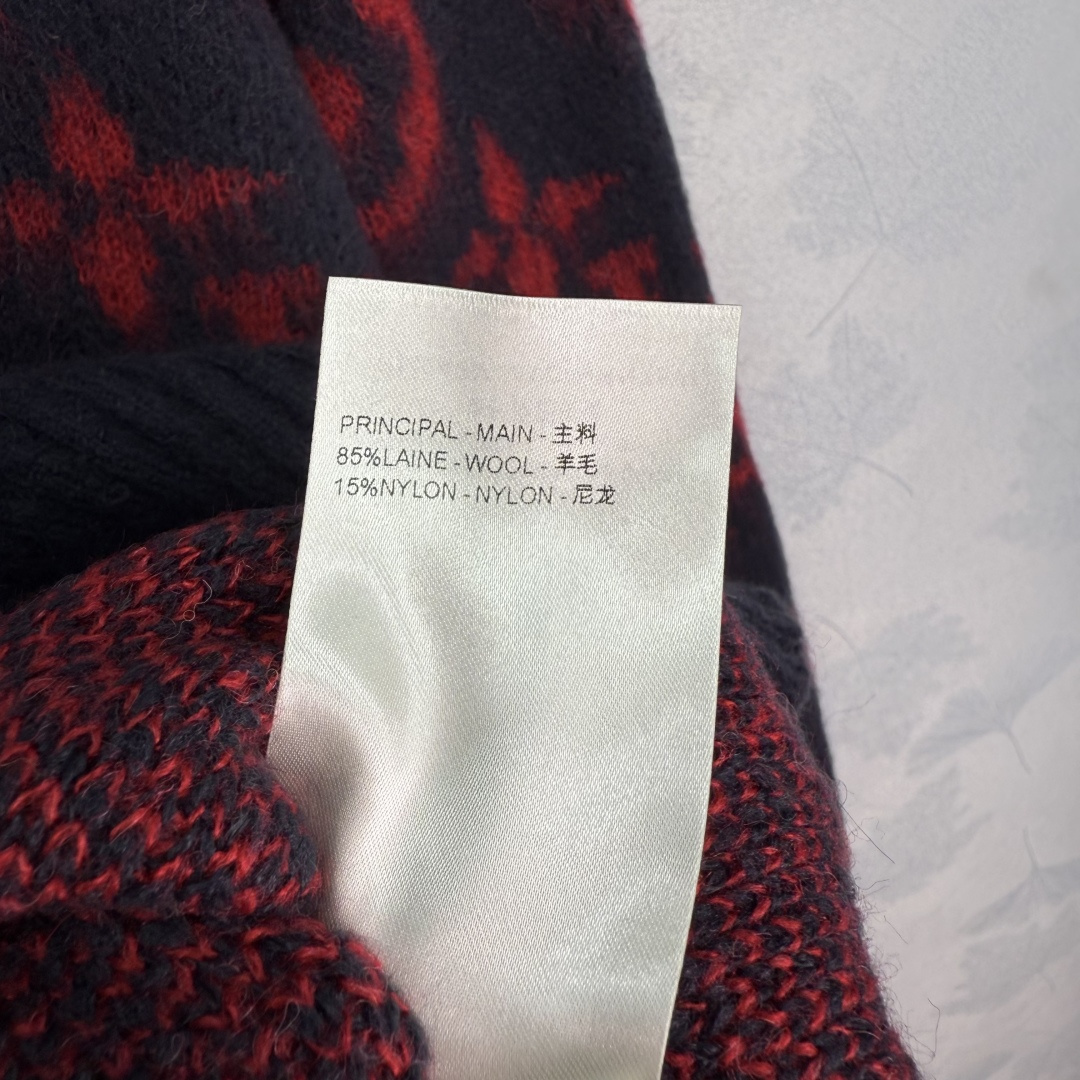 PRINCIPAL - MAIN - 主料
85%LAINE - WOOL - 羊毛
15%NYLON - NYLON - 尼龙